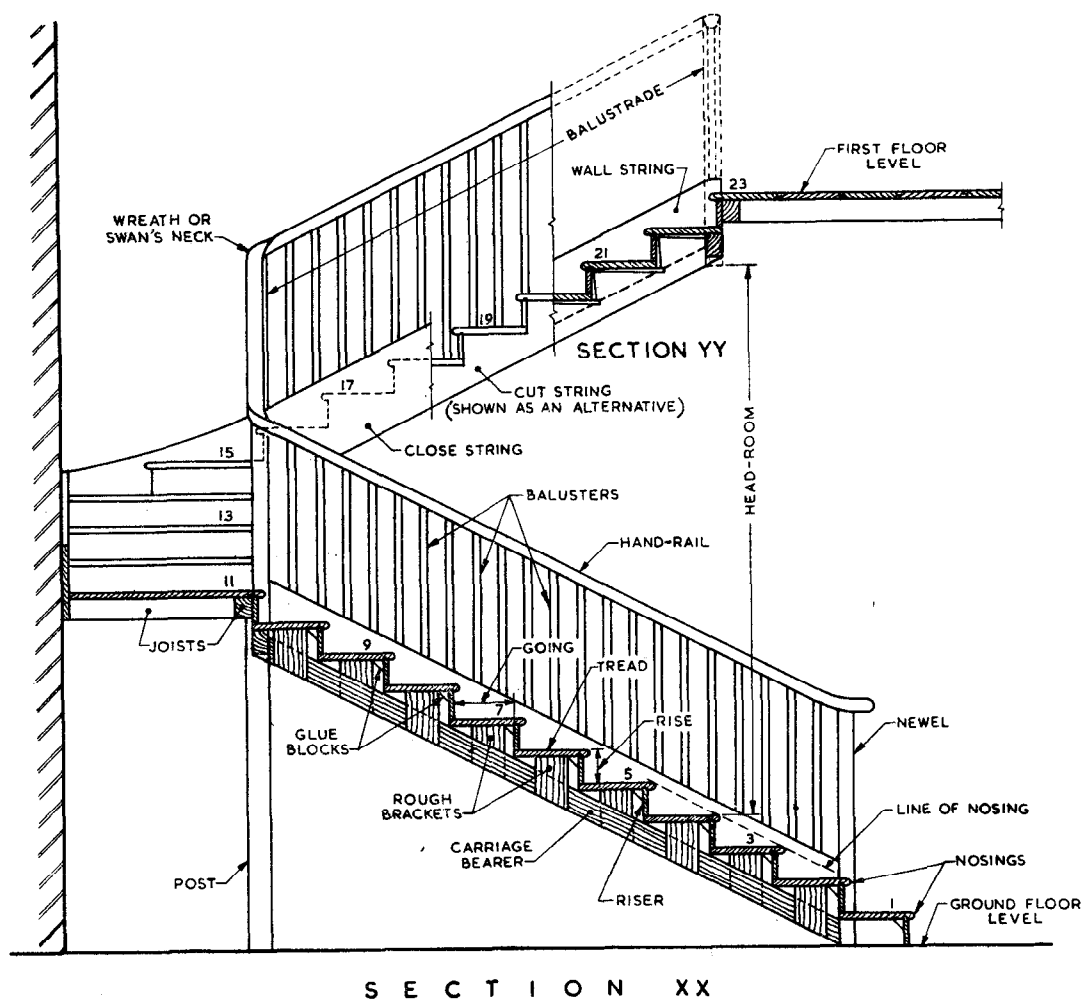 BALUSTRADE
FIRST FLOOR
LEVEL
WALL STRING
23
WREATH OR
SWAN'S NECK
21
19
SECTION YY
17
CUT STRING
(SHOWN AS AN ALTERNATIVE)
CLOSE STRING
HEAD-ROOM
15
BALUSTERS
13
HAND-RAIL
11
JOISTS
9
GOING
TREAD
7
RISE
NEWEL
GLUE
BLOCKS
5
ROUGH
BRACKETS
LINE OF NOSING
CARRIAGE
BEARER
3
NOSINGS
POST
RISER
1
GROUND FLOOR
LEVEL
SECTION XX